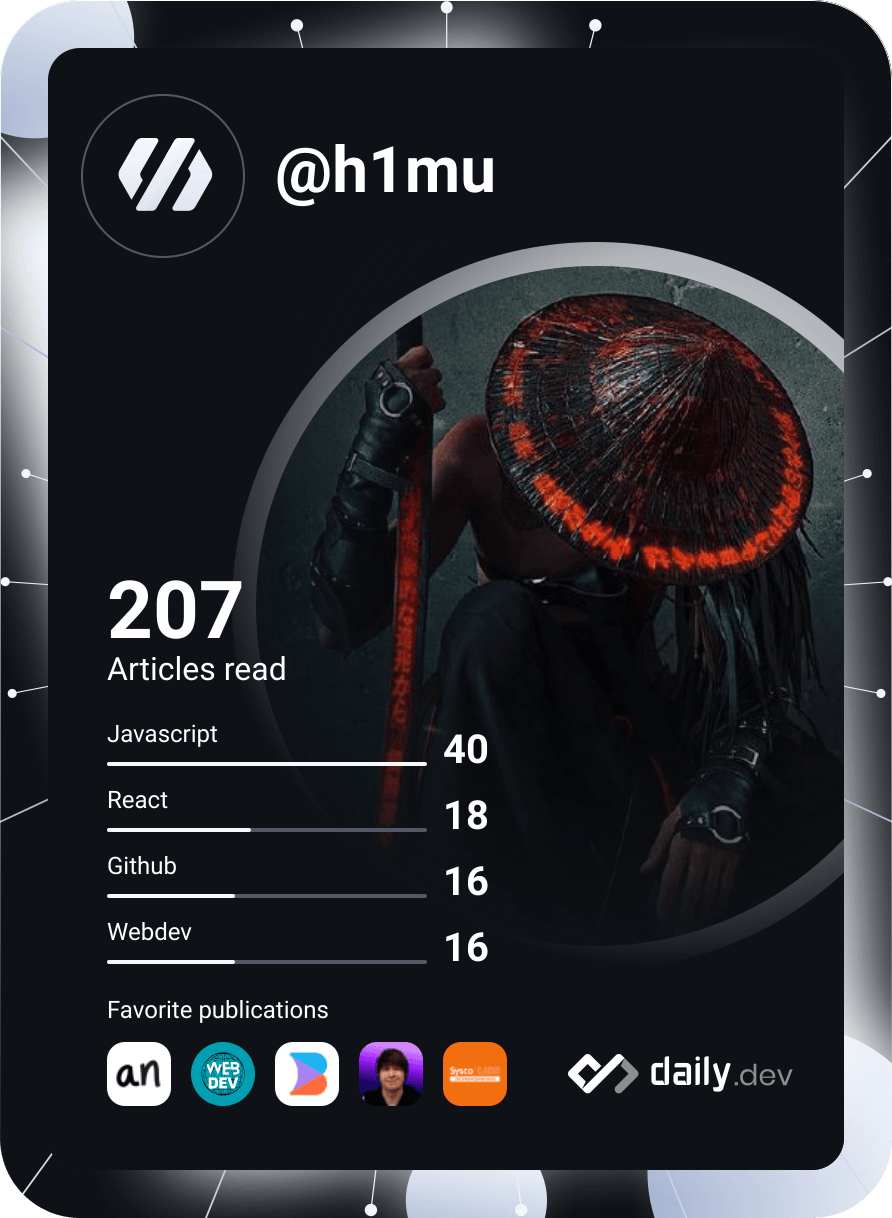 @h1mu
207
Articles read
Javascript
40
React
18
Github
16
Webdev
16
Favorite publications
an
WEB
DEV
Sysco LABS
daily.dev